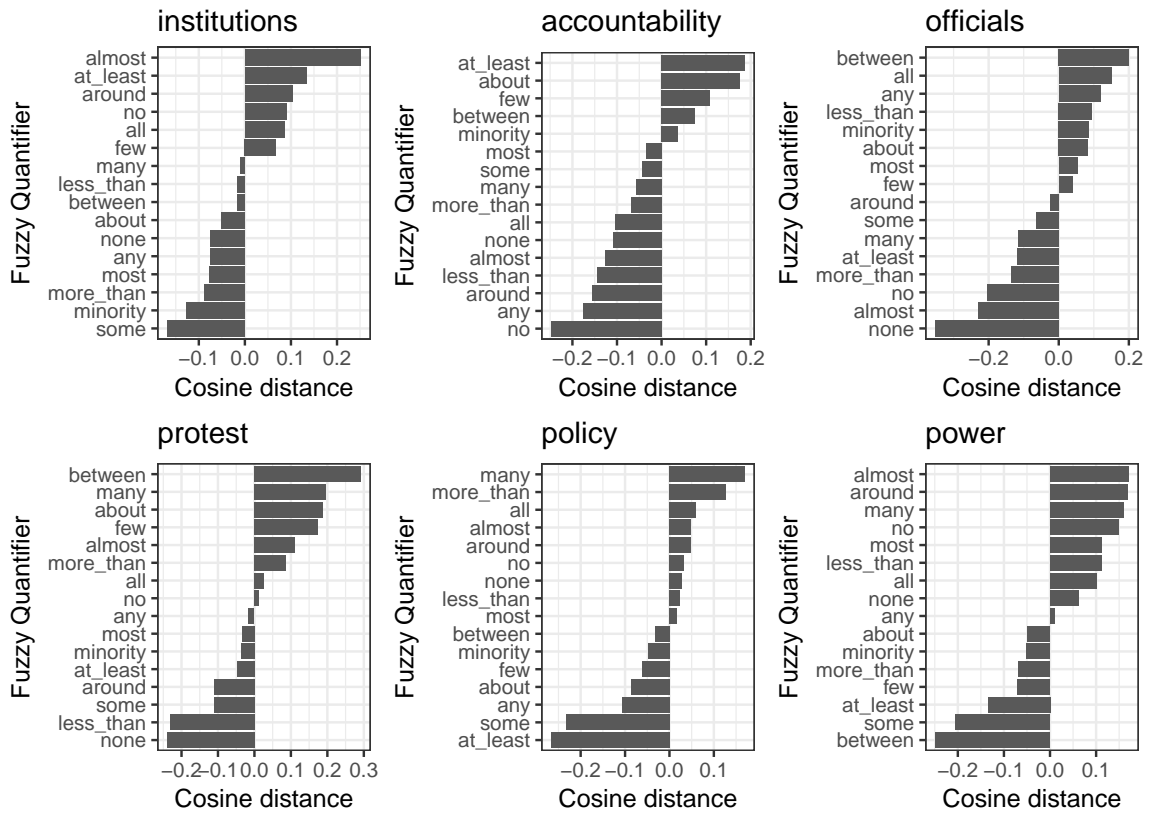 institutions
Fuzzy Quantifier
almost
at_least
around
no
all
few
many
less_than
between
about
none
any
most
more_than
minority
some
−0.1 0.0 0.1 0.2
Cosine distance
accountability
Fuzzy Quantifier
at_least
about
few
between
minority
most
some
many
more_than
all
none
almost
less_than
around
any
no
−0.2 −0.1 0.0 0.1 0.2
Cosine distance
officials
Fuzzy Quantifier
between
all
any
less_than
minority
about
most
few
around
some
many
at_least
more_than
no
almost
none
−0.2 0.0 0.2
Cosine distance
protest
Fuzzy Quantifier
between
many
about
few
almost
more_than
all
no
any
most
minority
at_least
around
some
less_than
none
−0.2 −0.1 0.0 0.1 0.2 0.3
Cosine distance
policy
Fuzzy Quantifier
many
more_than
all
almost
around
no
none
less_than
most
between
minority
few
about
any
some
at_least
−0.2 −0.1 0.0 0.1
Cosine distance
power
Fuzzy Quantifier
almost
around
many
no
most
less_than
all
none
any
about
minority
more_than
few
at_least
some
between
−0.2 −0.1 0.0 0.1
Cosine distance